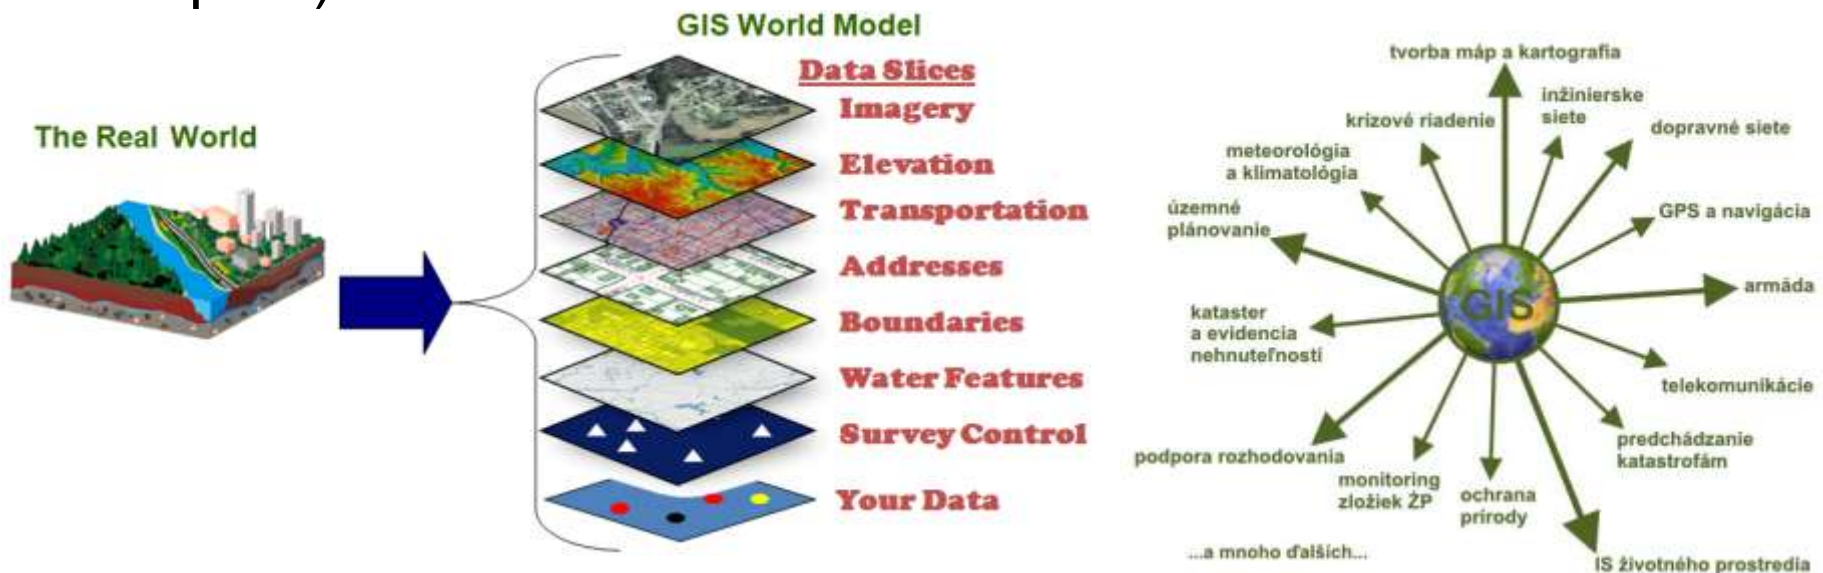 GIS World Model
The Real World
Data Slices
Imagery
Elevation
Transportation
Addresses
Boundaries
Water Features
Survey Control
Your Data
tvorba máp a kartografia
inžinierske
siete
krízové riadenie
dopravné siete
meteorológia
a klimatológia
územné
plánovanie
GPS a navigácia
GIS
armáda
kataster
a evidencia
nehnuteľností
telekomunikácie
predchádzanie
katastrofám
podpora rozhodovania
monitoring
zložiek ŽP
ochrana
prírody
...a mnoho ďalších...
IS životného prostredia